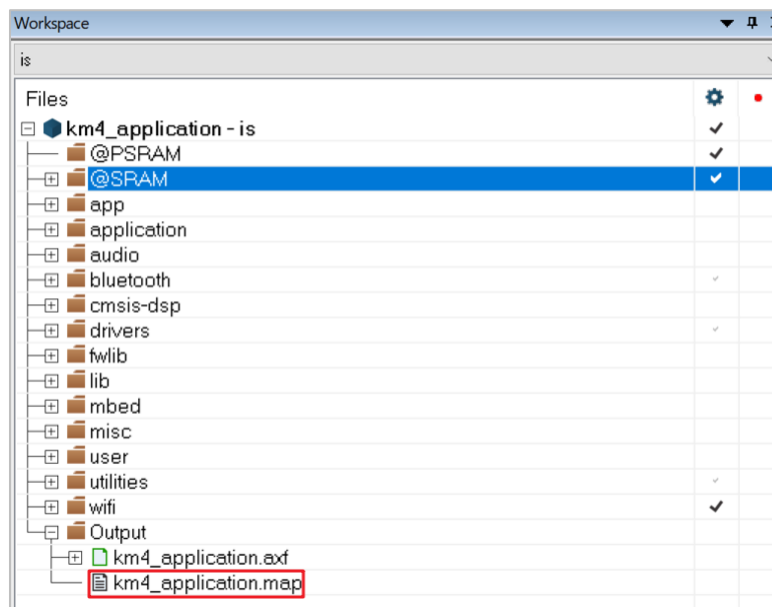 Workspace
is
Files
km4_application - is
@PSRAM
@SRAM
app
application
audio
bluetooth
cmsis-dsp
drivers
fwlib
lib
mbed
misc
user
utilities
wifi
Output
km4_application.axf
km4_application.map